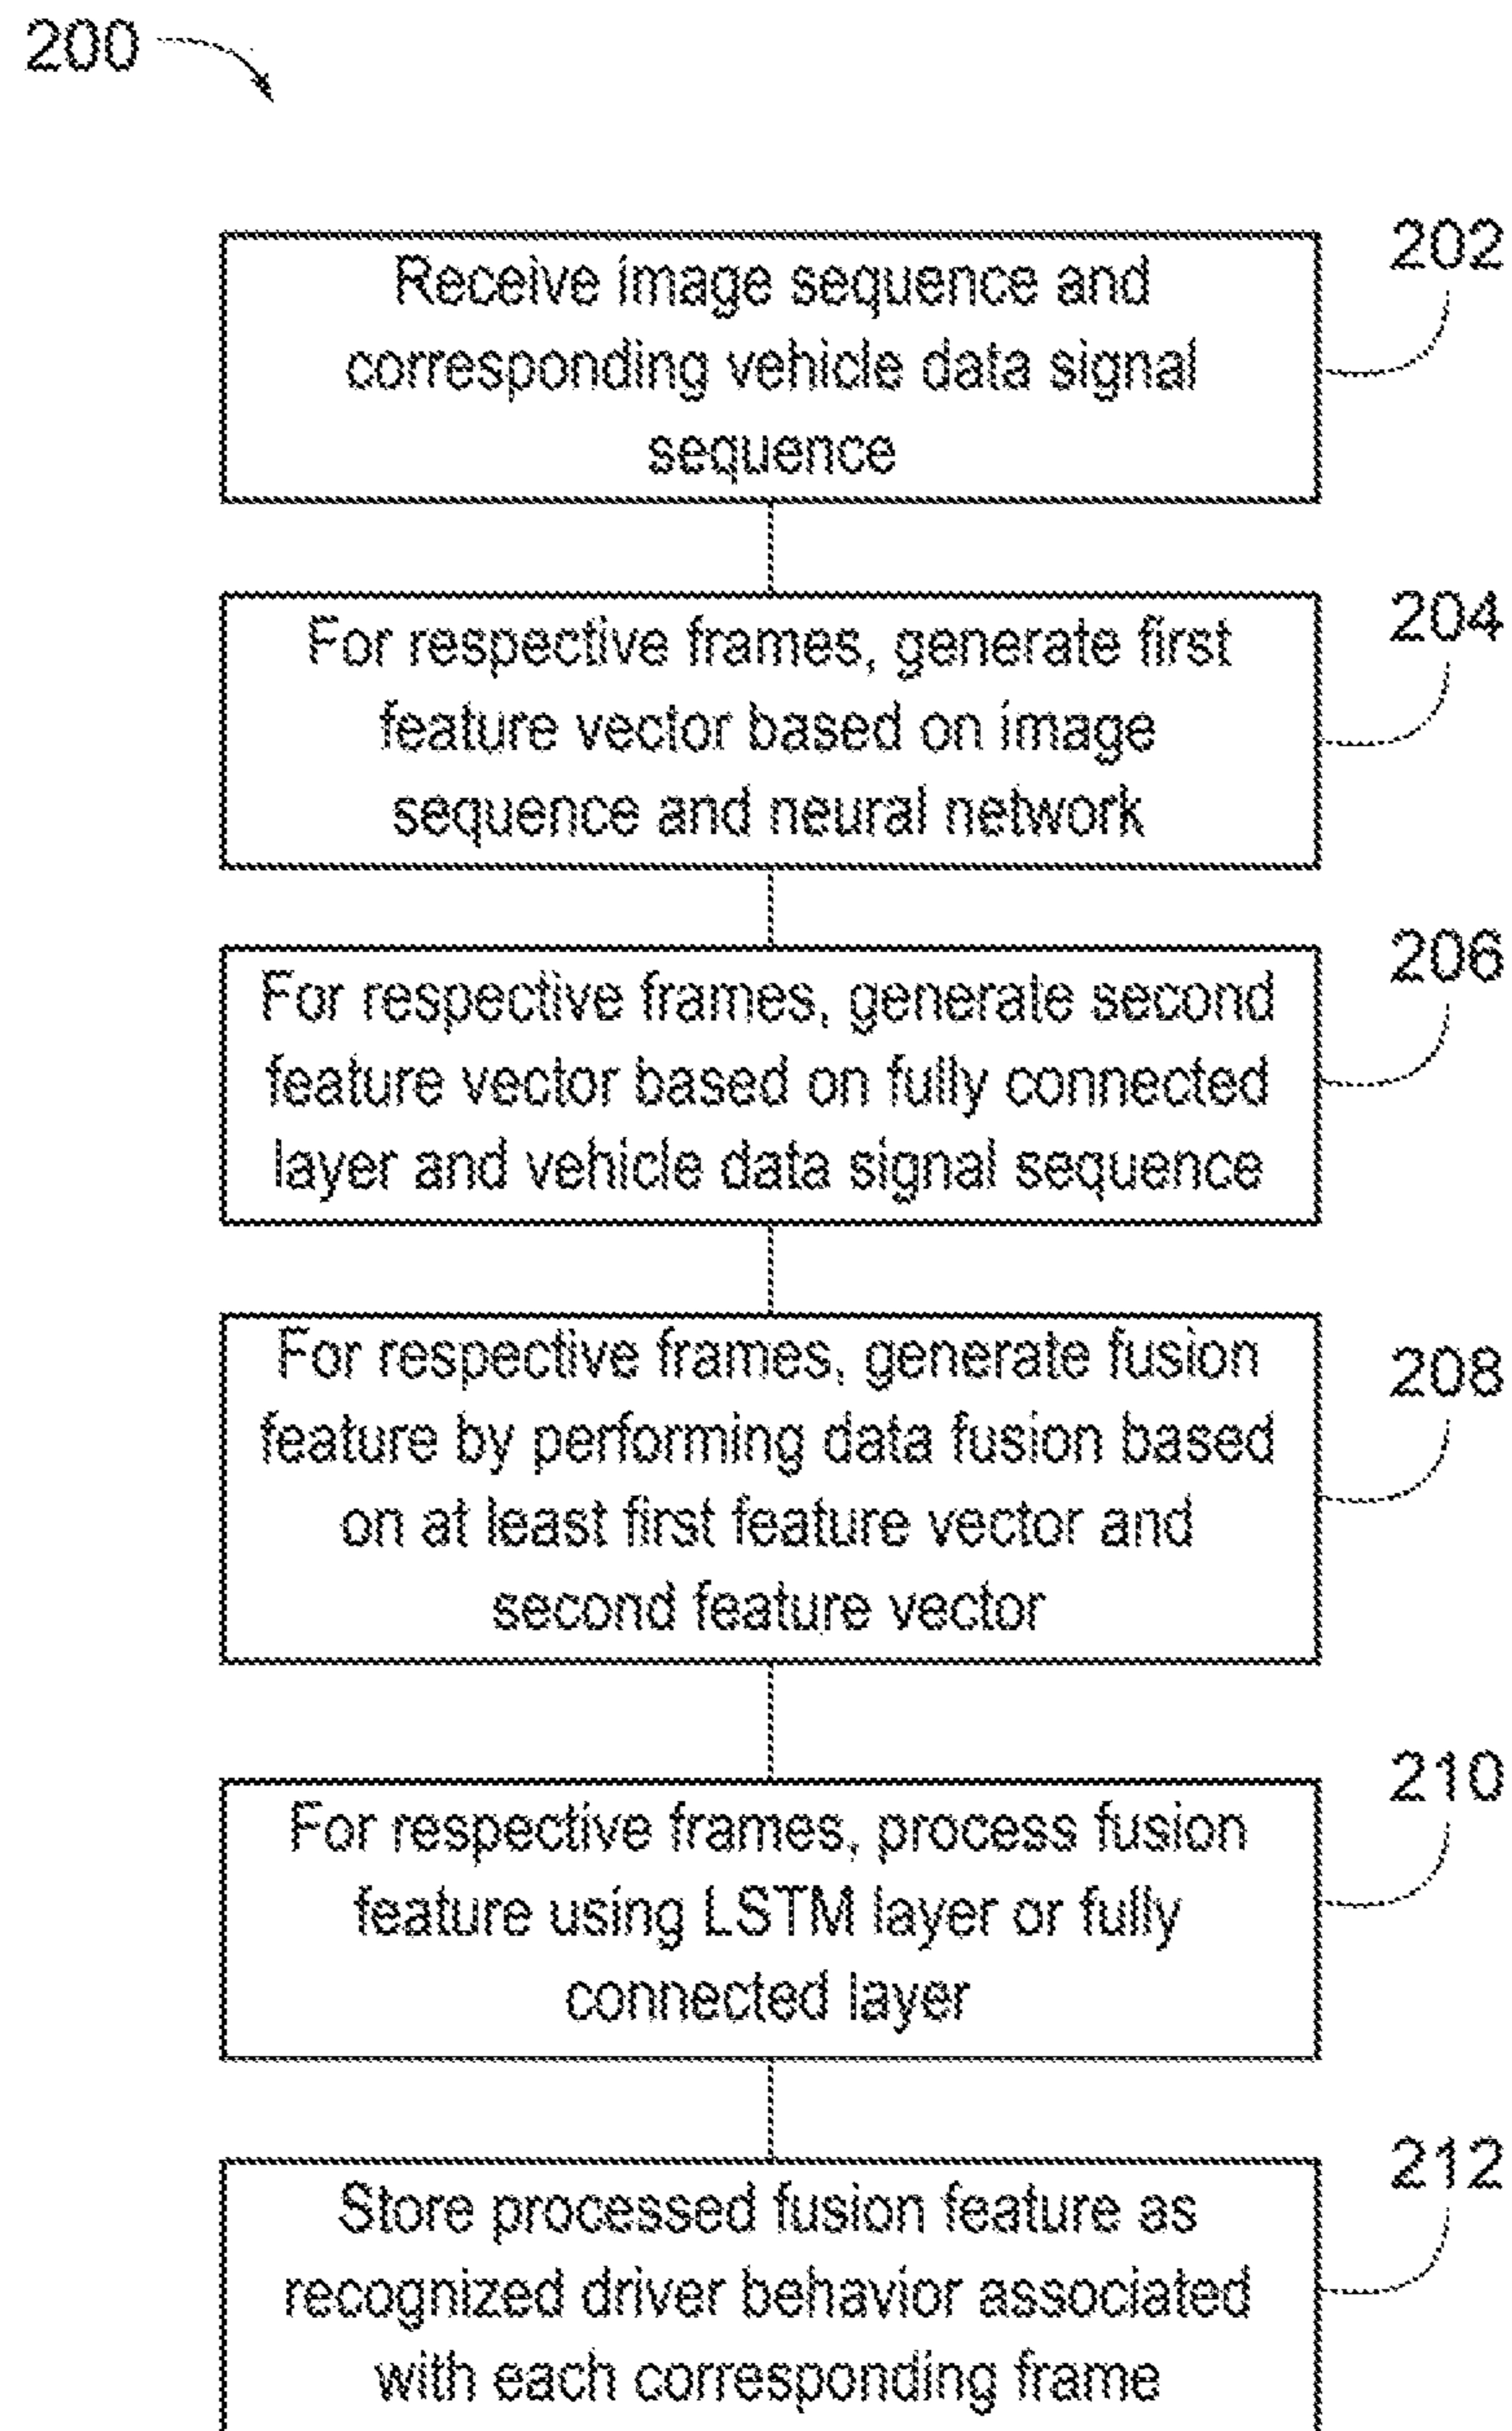 200
202
Receive image sequence and
corresponding vehicle data signal
sequence
204
For respective frames, generate first
feature vector based on image
sequence and neural network
206
For respective frames, generate second
feature vector based on fully connected
layer and vehicle data signal sequence
208
For respective frames, generate fusion
feature by performing data fusion based
on at least first feature vector and
second feature vector
210
For respective frames, process fusion
feature using LSTM layer or fully
connected layer
212
Store processed fusion feature as
recognized driver behavior associated
with each corresponding frame